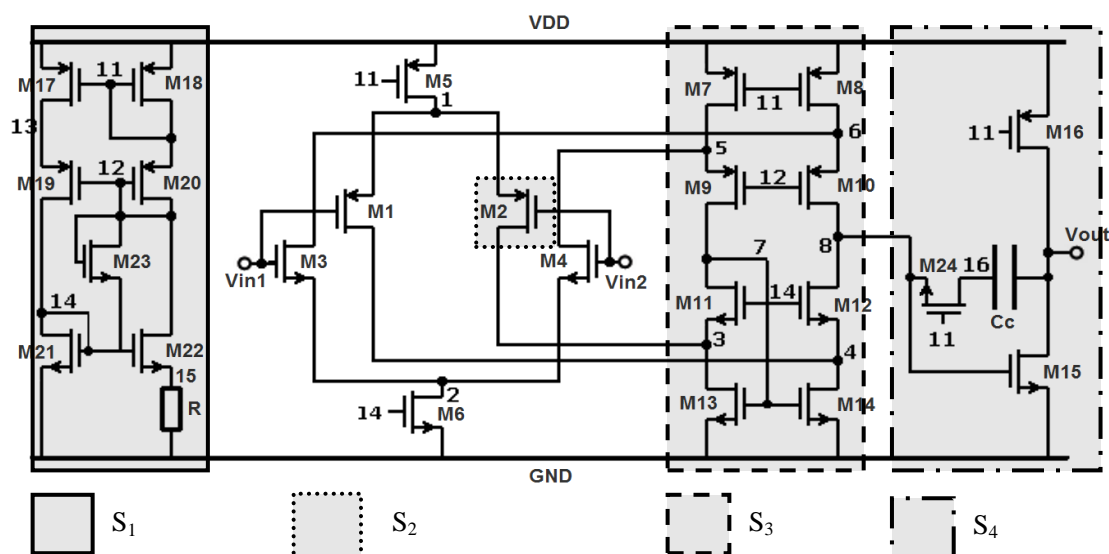 VDD
M17
11
M18
11
M5
1
M7
11
M8
11
M16
13
5
6
M19
12
M20
M1
M2
M9
12
M10
Vin1
M3
M4
Vin2
7
8
Vout
M23
M24
16
Cc
11
14
M21
M22
M11
14
M12
3
4
15
R
2
14
M6
M13
M14
M15
GND
S1
S2
S3
S4